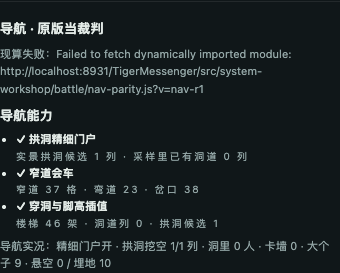 导航 · 原版当裁判
现算失败：Failed to fetch dynamically imported module:
http://localhost:8931/TigerMessenger/src/system-
workshop/battle/nav-parity.js?v=nav-r1
导航能力
• ✓ 拱洞精细门户
实景拱洞候选 1 列 · 采样里已有洞道 0 列
• ✓ 窄道会车
窄道 37 格 · 弯道 23 · 岔口 38
• ✓ 穿洞与脚高插值
楼梯 46 架 · 洞道列 0 · 拱洞候选 1
导航实况：精细门户开 · 拱洞挖空 1/1 列 · 洞里 0 人 · 卡墙 0 · 大个
子 9 · 悬空 0 / 埋地 10